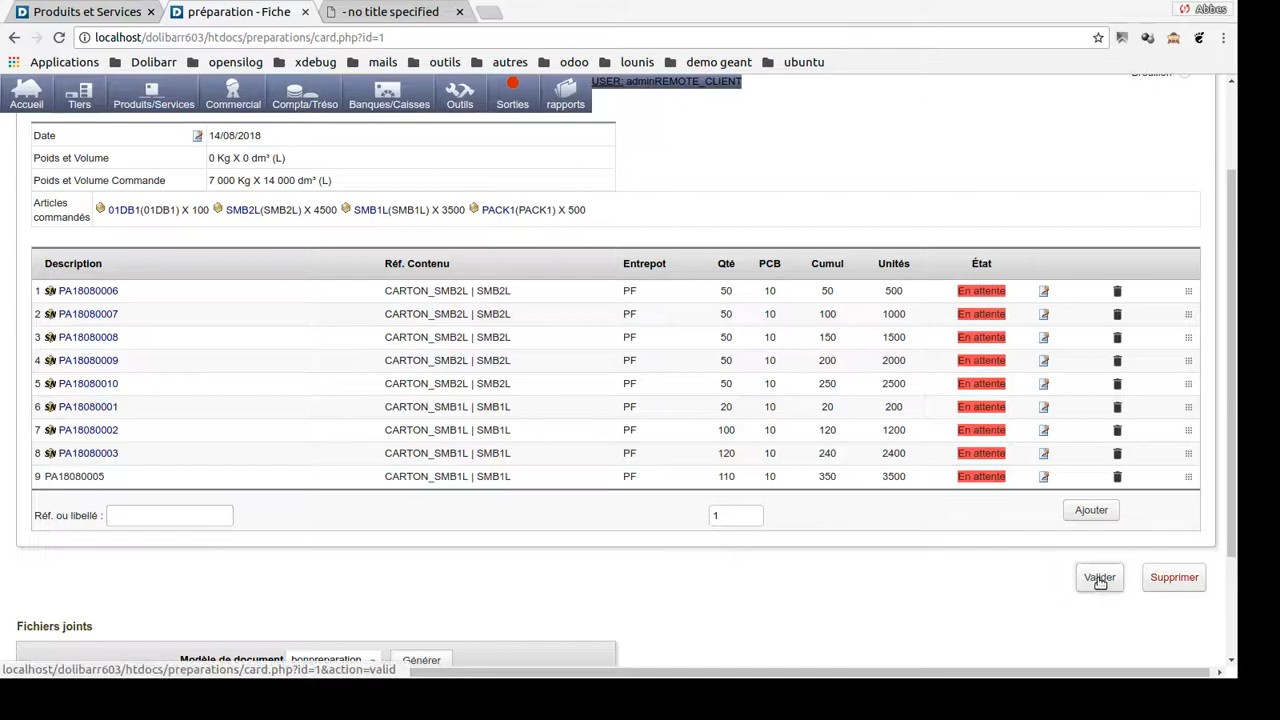 Produits et Services × préparation - Fiche × - no title specified × Abbes
localhost/dolibarr603/htdocs/preparations/card.php?id=1
Applications Dolibarr opensilog xdebug mails outils autres odoo lounis demo geant ubuntu
USER: adminREMOTE_CLIENT
Accueil Tiers Produits/Services Commercial Compta/Tréso Banques/Caisses Outils Sorties rapports
Date 14/08/2018
Poids et Volume 0 Kg X 0 dm³ (L)
Poids et Volume Commande 7 000 Kg X 14 000 dm³ (L)
Articles commandés 01DB1(01DB1) X 100 SMB2L(SMB2L) X 4500 SMB1L(SMB1L) X 3500 PACK1(PACK1) X 500
Description Réf. Contenu Entrepot Qté PCB Cumul Unités État
1 PA18080006 CARTON_SMB2L | SMB2L PF 50 10 50 500 En attente
2 PA18080007 CARTON_SMB2L | SMB2L PF 50 10 100 1000 En attente
3 PA18080008 CARTON_SMB2L | SMB2L PF 50 10 150 1500 En attente
4 PA18080009 CARTON_SMB2L | SMB2L PF 50 10 200 2000 En attente
5 PA18080010 CARTON_SMB2L | SMB2L PF 50 10 250 2500 En attente
6 PA18080001 CARTON_SMB1L | SMB1L PF 20 10 20 200 En attente
7 PA18080002 CARTON_SMB1L | SMB1L PF 100 10 120 1200 En attente
8 PA18080003 CARTON_SMB1L | SMB1L PF 120 10 240 2400 En attente
9 PA18080005 CARTON_SMB1L | SMB1L PF 110 10 350 3500 En attente
Réf. ou libellé : 1 Ajouter
Valider Supprimer
Fichiers joints
Modèle de document bonpreparation Générer
localhost/dolibarr603/htdocs/preparations/card.php?id=1&action=valid